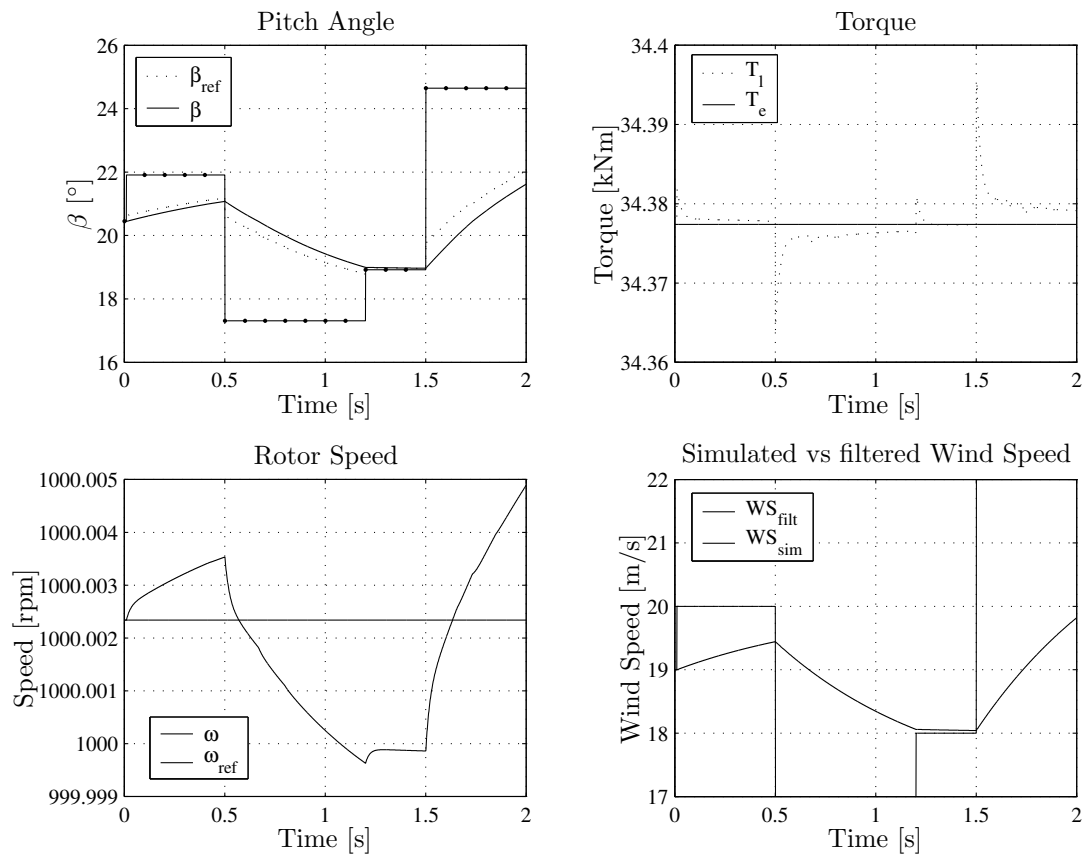 Pitch Angle
26
24
22
20
18
16
β [°]
β_ref
β
0
0.5
1
1.5
2
Time [s]
Torque
34.4
34.39
34.38
34.37
34.36
Torque [kNm]
T_l
T_e
0
0.5
1
1.5
2
Time [s]
Rotor Speed
1000.005
1000.004
1000.003
1000.002
1000.001
1000
999.999
Speed [rpm]
ω
ω_ref
0
0.5
1
1.5
2
Time [s]
Simulated vs filtered Wind Speed
22
21
20
19
18
17
Wind Speed [m/s]
WS_filt
WS_sim
0
0.5
1
1.5
2
Time [s]